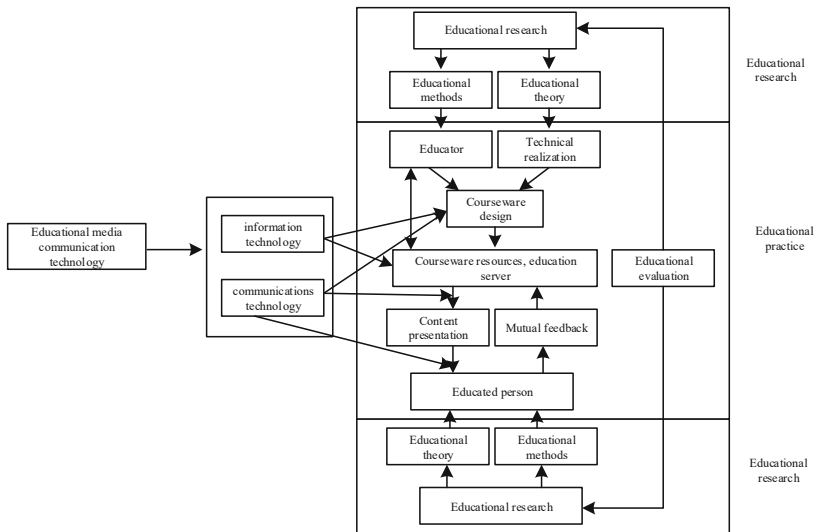 Educational research
Educational
methods
Educational
theory
Educational
research
Educator
Technical
realization
Courseware
design
information
technology
Educational media
communication
technology
Educational
practice
Courseware resources, education
server
Educational
evaluation
communications
technology
Content
presentation
Mutual feedback
Educated person
Educational
theory
Educational
methods
Educational
research
Educational research